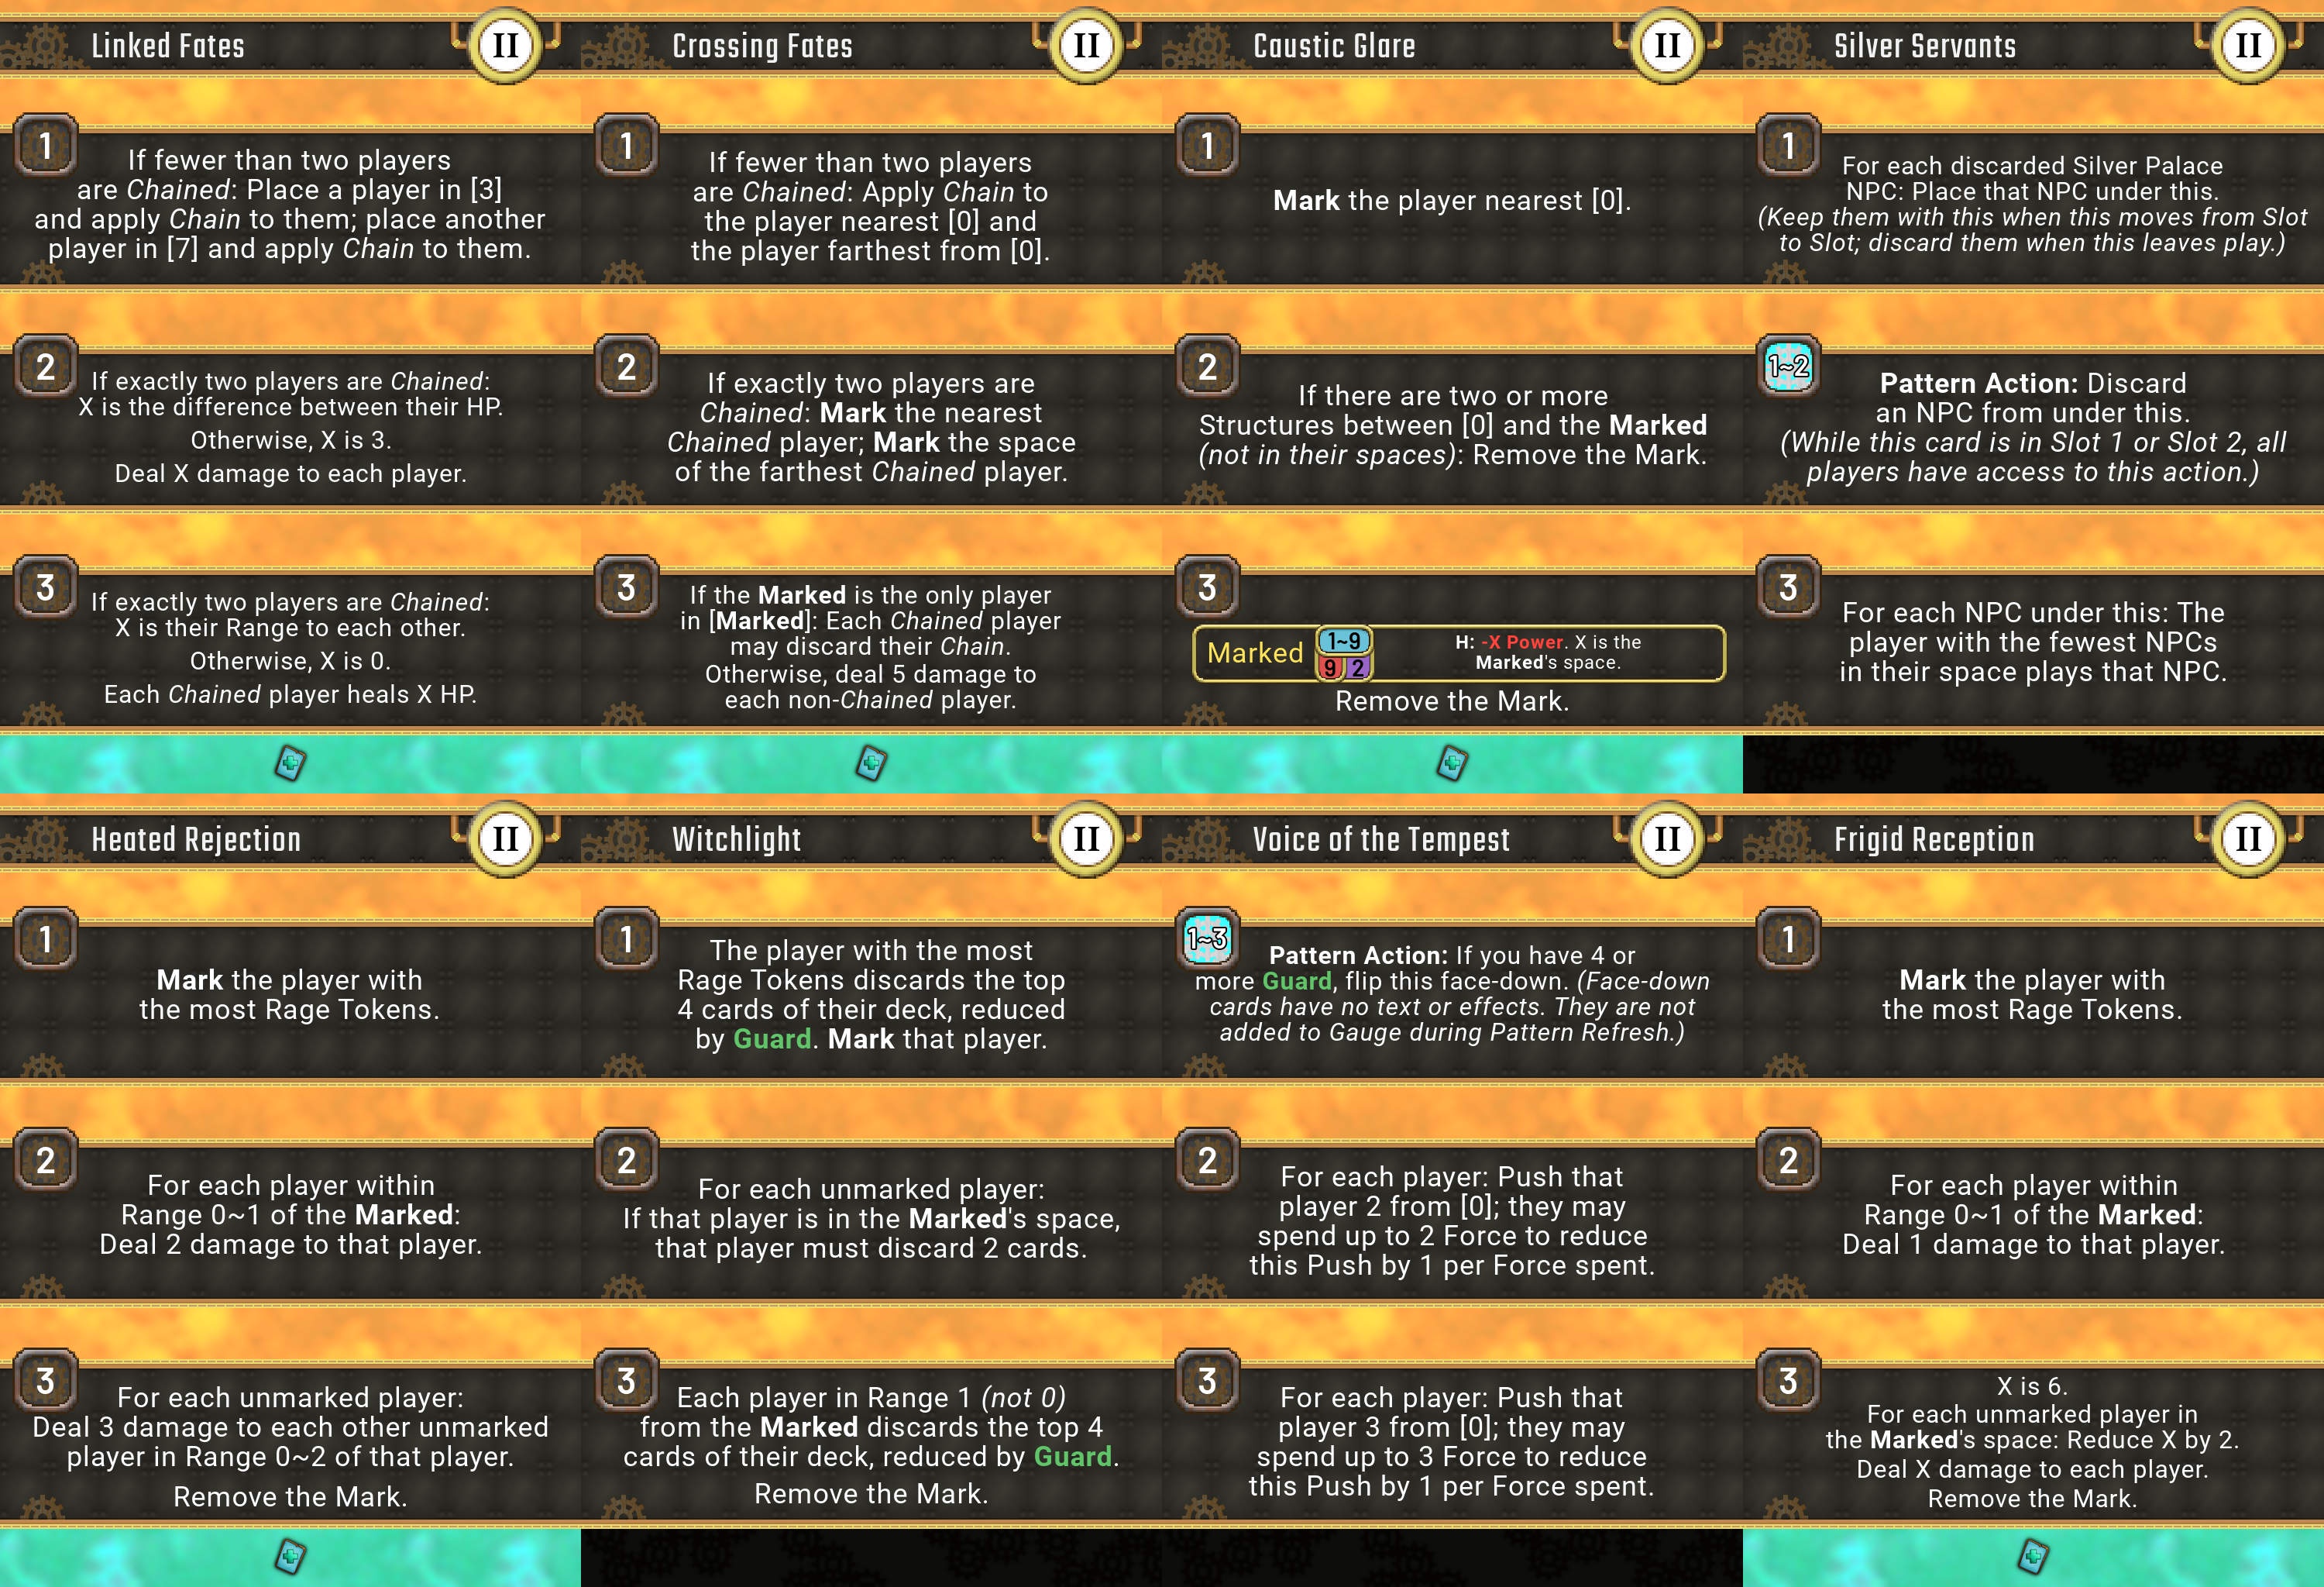 Linked Fates
II
1
If fewer than two players
are Chained: Place a player in [3]
and apply Chain to them; place another
player in [7] and apply Chain to them.
2
If exactly two players are Chained:
X is the difference between their HP.
Otherwise, X is 3.
Deal X damage to each player.
3
If exactly two players are Chained:
X is their Range to each other.
Otherwise, X is 0.
Each Chained player heals X HP.
Crossing Fates
II
1
If fewer than two players
are Chained: Apply Chain to
the player nearest [0] and
the player farthest from [0].
2
If exactly two players are
Chained: Mark the nearest
Chained player; Mark the space
of the farthest Chained player.
3
If the Marked is the only player
in [Marked]: Each Chained player
may discard their Chain.
Otherwise, deal 5 damage to
each non-Chained player.
Caustic Glare
II
1
Mark the player nearest [0].
2
If there are two or more
Structures between [0] and the Marked
(not in their spaces): Remove the Mark.
3
Marked
1~9
9 2
H: -X Power. X is the
Marked's space.
Remove the Mark.
Silver Servants
II
1
For each discarded Silver Palace
NPC: Place that NPC under this.
(Keep them with this when this moves from Slot
to Slot; discard them when this leaves play.)
1~2
Pattern Action: Discard
an NPC from under this.
(While this card is in Slot 1 or Slot 2, all
players have access to this action.)
3
For each NPC under this: The
player with the fewest NPCs
in their space plays that NPC.
Heated Rejection
II
1
Mark the player with
the most Rage Tokens.
2
For each player within
Range 0~1 of the Marked:
Deal 2 damage to that player.
3
For each unmarked player:
Deal 3 damage to each other unmarked
player in Range 0~2 of that player.
Remove the Mark.
Witchlight
II
1
The player with the most
Rage Tokens discards the top
4 cards of their deck, reduced
by Guard. Mark that player.
2
For each unmarked player:
If that player is in the Marked's space,
that player must discard 2 cards.
3
Each player in Range 1 (not 0)
from the Marked discards the top 4
cards of their deck, reduced by Guard.
Remove the Mark.
Voice of the Tempest
II
1~3
Pattern Action: If you have 4 or
more Guard, flip this face-down. (Face-down
cards have no text or effects. They are not
added to Gauge during Pattern Refresh.)
2
For each player: Push that
player 2 from [0]; they may
spend up to 2 Force to reduce
this Push by 1 per Force spent.
3
For each player: Push that
player 3 from [0]; they may
spend up to 3 Force to reduce
this Push by 1 per Force spent.
Frigid Reception
II
1
Mark the player with
the most Rage Tokens.
2
For each player within
Range 0~1 of the Marked:
Deal 1 damage to that player.
3
X is 6.
For each unmarked player in
the Marked's space: Reduce X by 2.
Deal X damage to each player.
Remove the Mark.